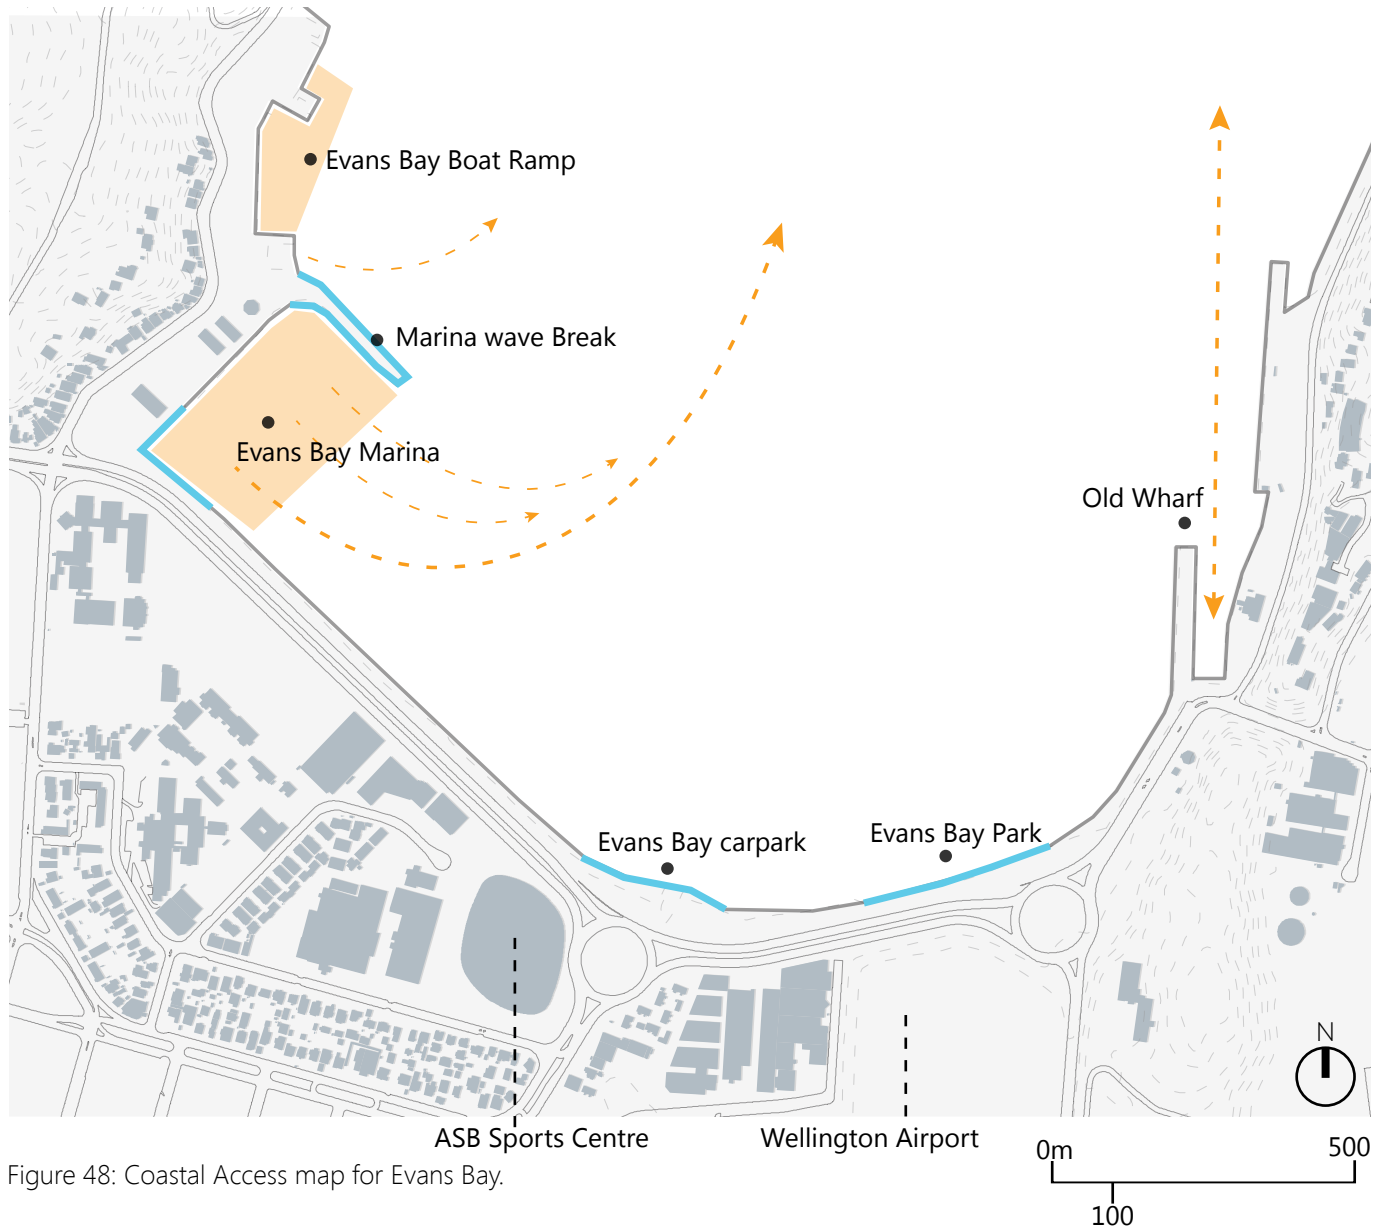 Evans Bay Boat Ramp
Marina wave Break
Evans Bay Marina
Old Wharf
Evans Bay carpark
Evans Bay Park
N
ASB Sports Centre
Wellington Airport
0m
500
100
Figure 48: Coastal Access map for Evans Bay.